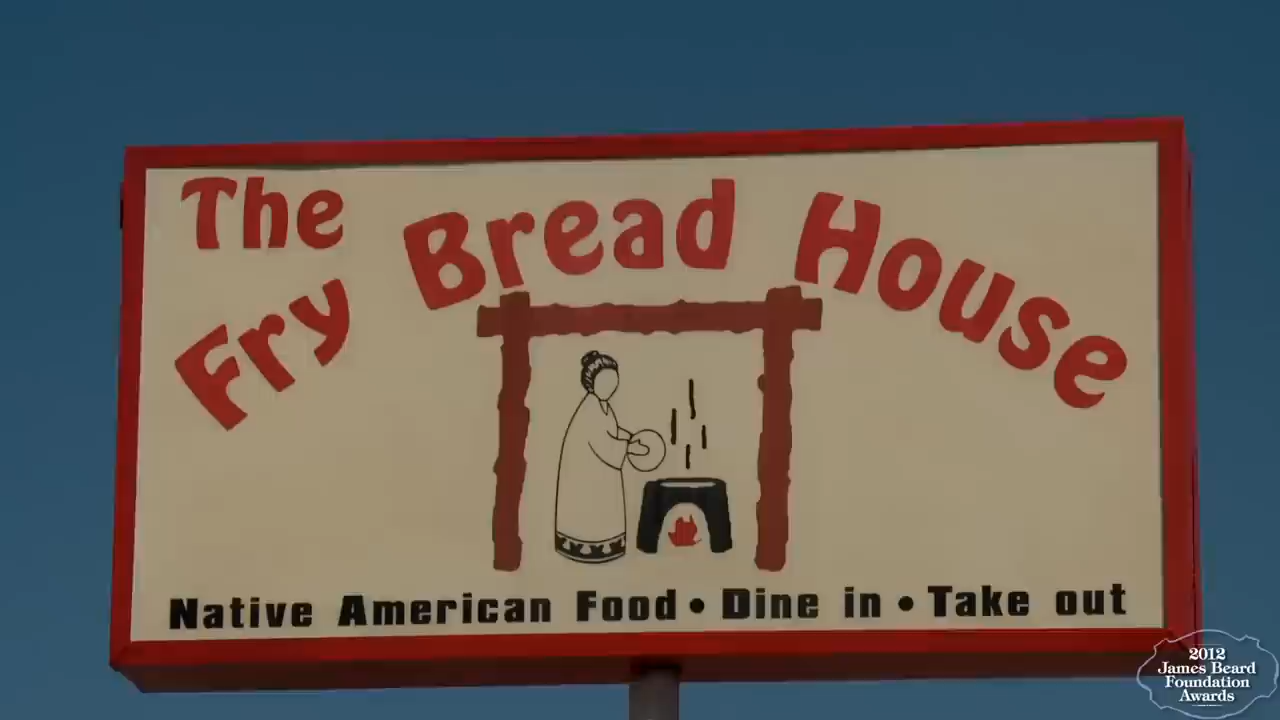 The
Fry Bread House
Native American Food • Dine in • Take out
2012
James Beard
Foundation
Awards